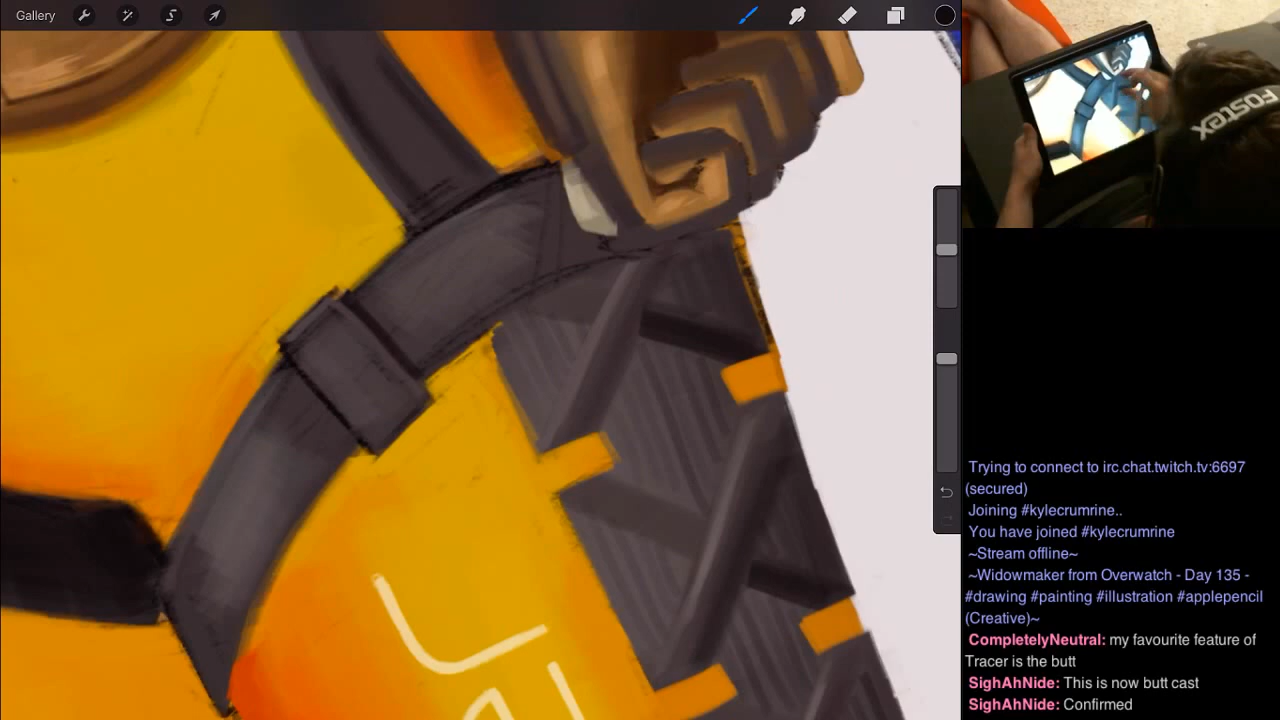 Gallery
FOSTEX
Trying to connect to irc.chat.twitch.tv:6697
(secured)
Joining #kylecrumrine..
You have joined #kylecrumrine
~Stream offline~
~Widowmaker from Overwatch - Day 135 -
#drawing #painting #illustration #applepencil
(Creative)~
CompletelyNeutral: my favourite feature of
Tracer is the butt
SighAhNide: This is now butt cast
SighAhNide: Confirmed